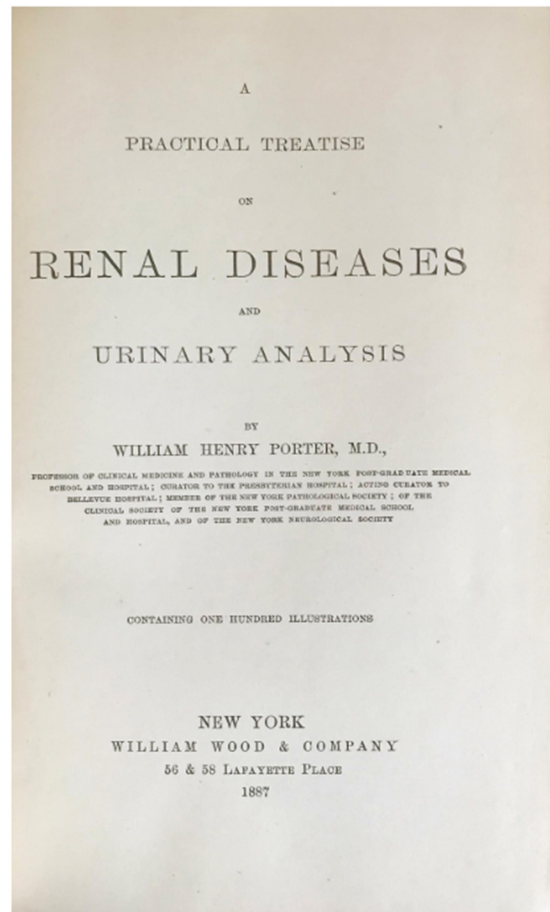 A
PRACTICAL TREATISE
ON
RENAL DISEASES
AND
URINARY ANALYSIS
BY
WILLIAM HENRY PORTER, M.D.,
PROFESSOR OF CLINICAL MEDICINE AND PATHOLOGY IN THE NEW YORK POST-GRADUATE MEDICAL
SCHOOL AND HOSPITAL; CURATOR TO THE PRESBYTERIAN HOSPITAL; ACTING CURATOR TO
BELLEVUE HOSPITAL; MEMBER OF THE NEW YORK PATHOLOGICAL SOCIETY; OF THE
CLINICAL SOCIETY OF THE NEW YORK POST-GRADUATE MEDICAL SCHOOL
AND HOSPITAL, AND OF THE NEW YORK NEUROLOGICAL SOCIETY
CONTAINING ONE HUNDRED ILLUSTRATIONS
NEW YORK
WILLIAM WOOD & COMPANY
56 & 58 LAFAYETTE PLACE
1887